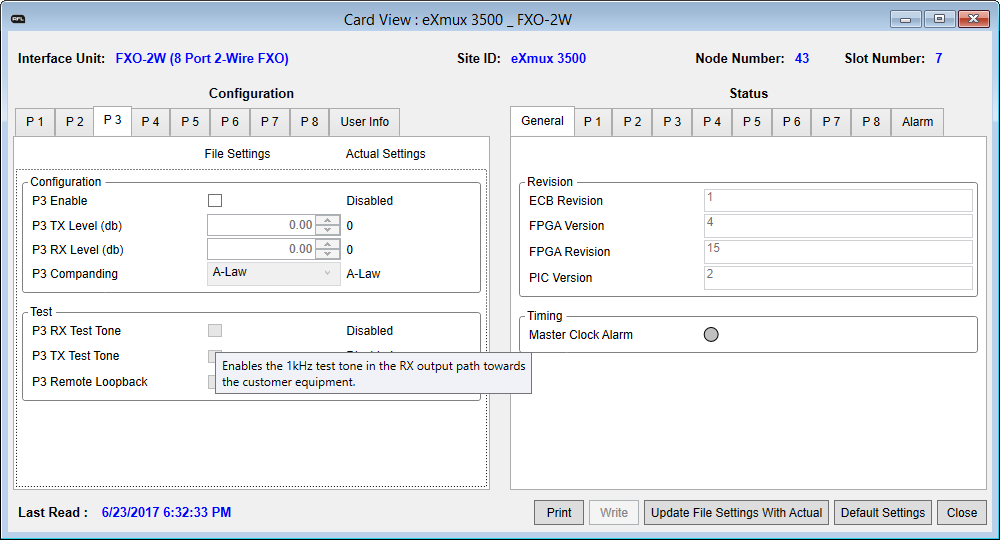 RFL
Card View : eXmux 3500 _ FXO-2W
Interface Unit: FXO-2W (8 Port 2-Wire FXO) Site ID: eXmux 3500 Node Number: 43 Slot Number: 7
Configuration
P 1 P 2 P 3 P 4 P 5 P 6 P 7 P 8 User Info
File Settings Actual Settings
Configuration
P3 Enable Disabled
P3 TX Level (db) 0.00 0
P3 RX Level (db) 0.00 0
P3 Companding A-Law A-Law
Test
P3 RX Test Tone Disabled
P3 TX Test Tone
P3 Remote Loopback
Enables the 1kHz test tone in the RX output path towards
the customer equipment.
Status
General P 1 P 2 P 3 P 4 P 5 P 6 P 7 P 8 Alarm
Revision
ECB Revision 1
FPGA Version 4
FPGA Revision 15
PIC Version 2
Timing
Master Clock Alarm
Last Read : 6/23/2017 6:32:33 PM
Print Write Update File Settings With Actual Default Settings Close